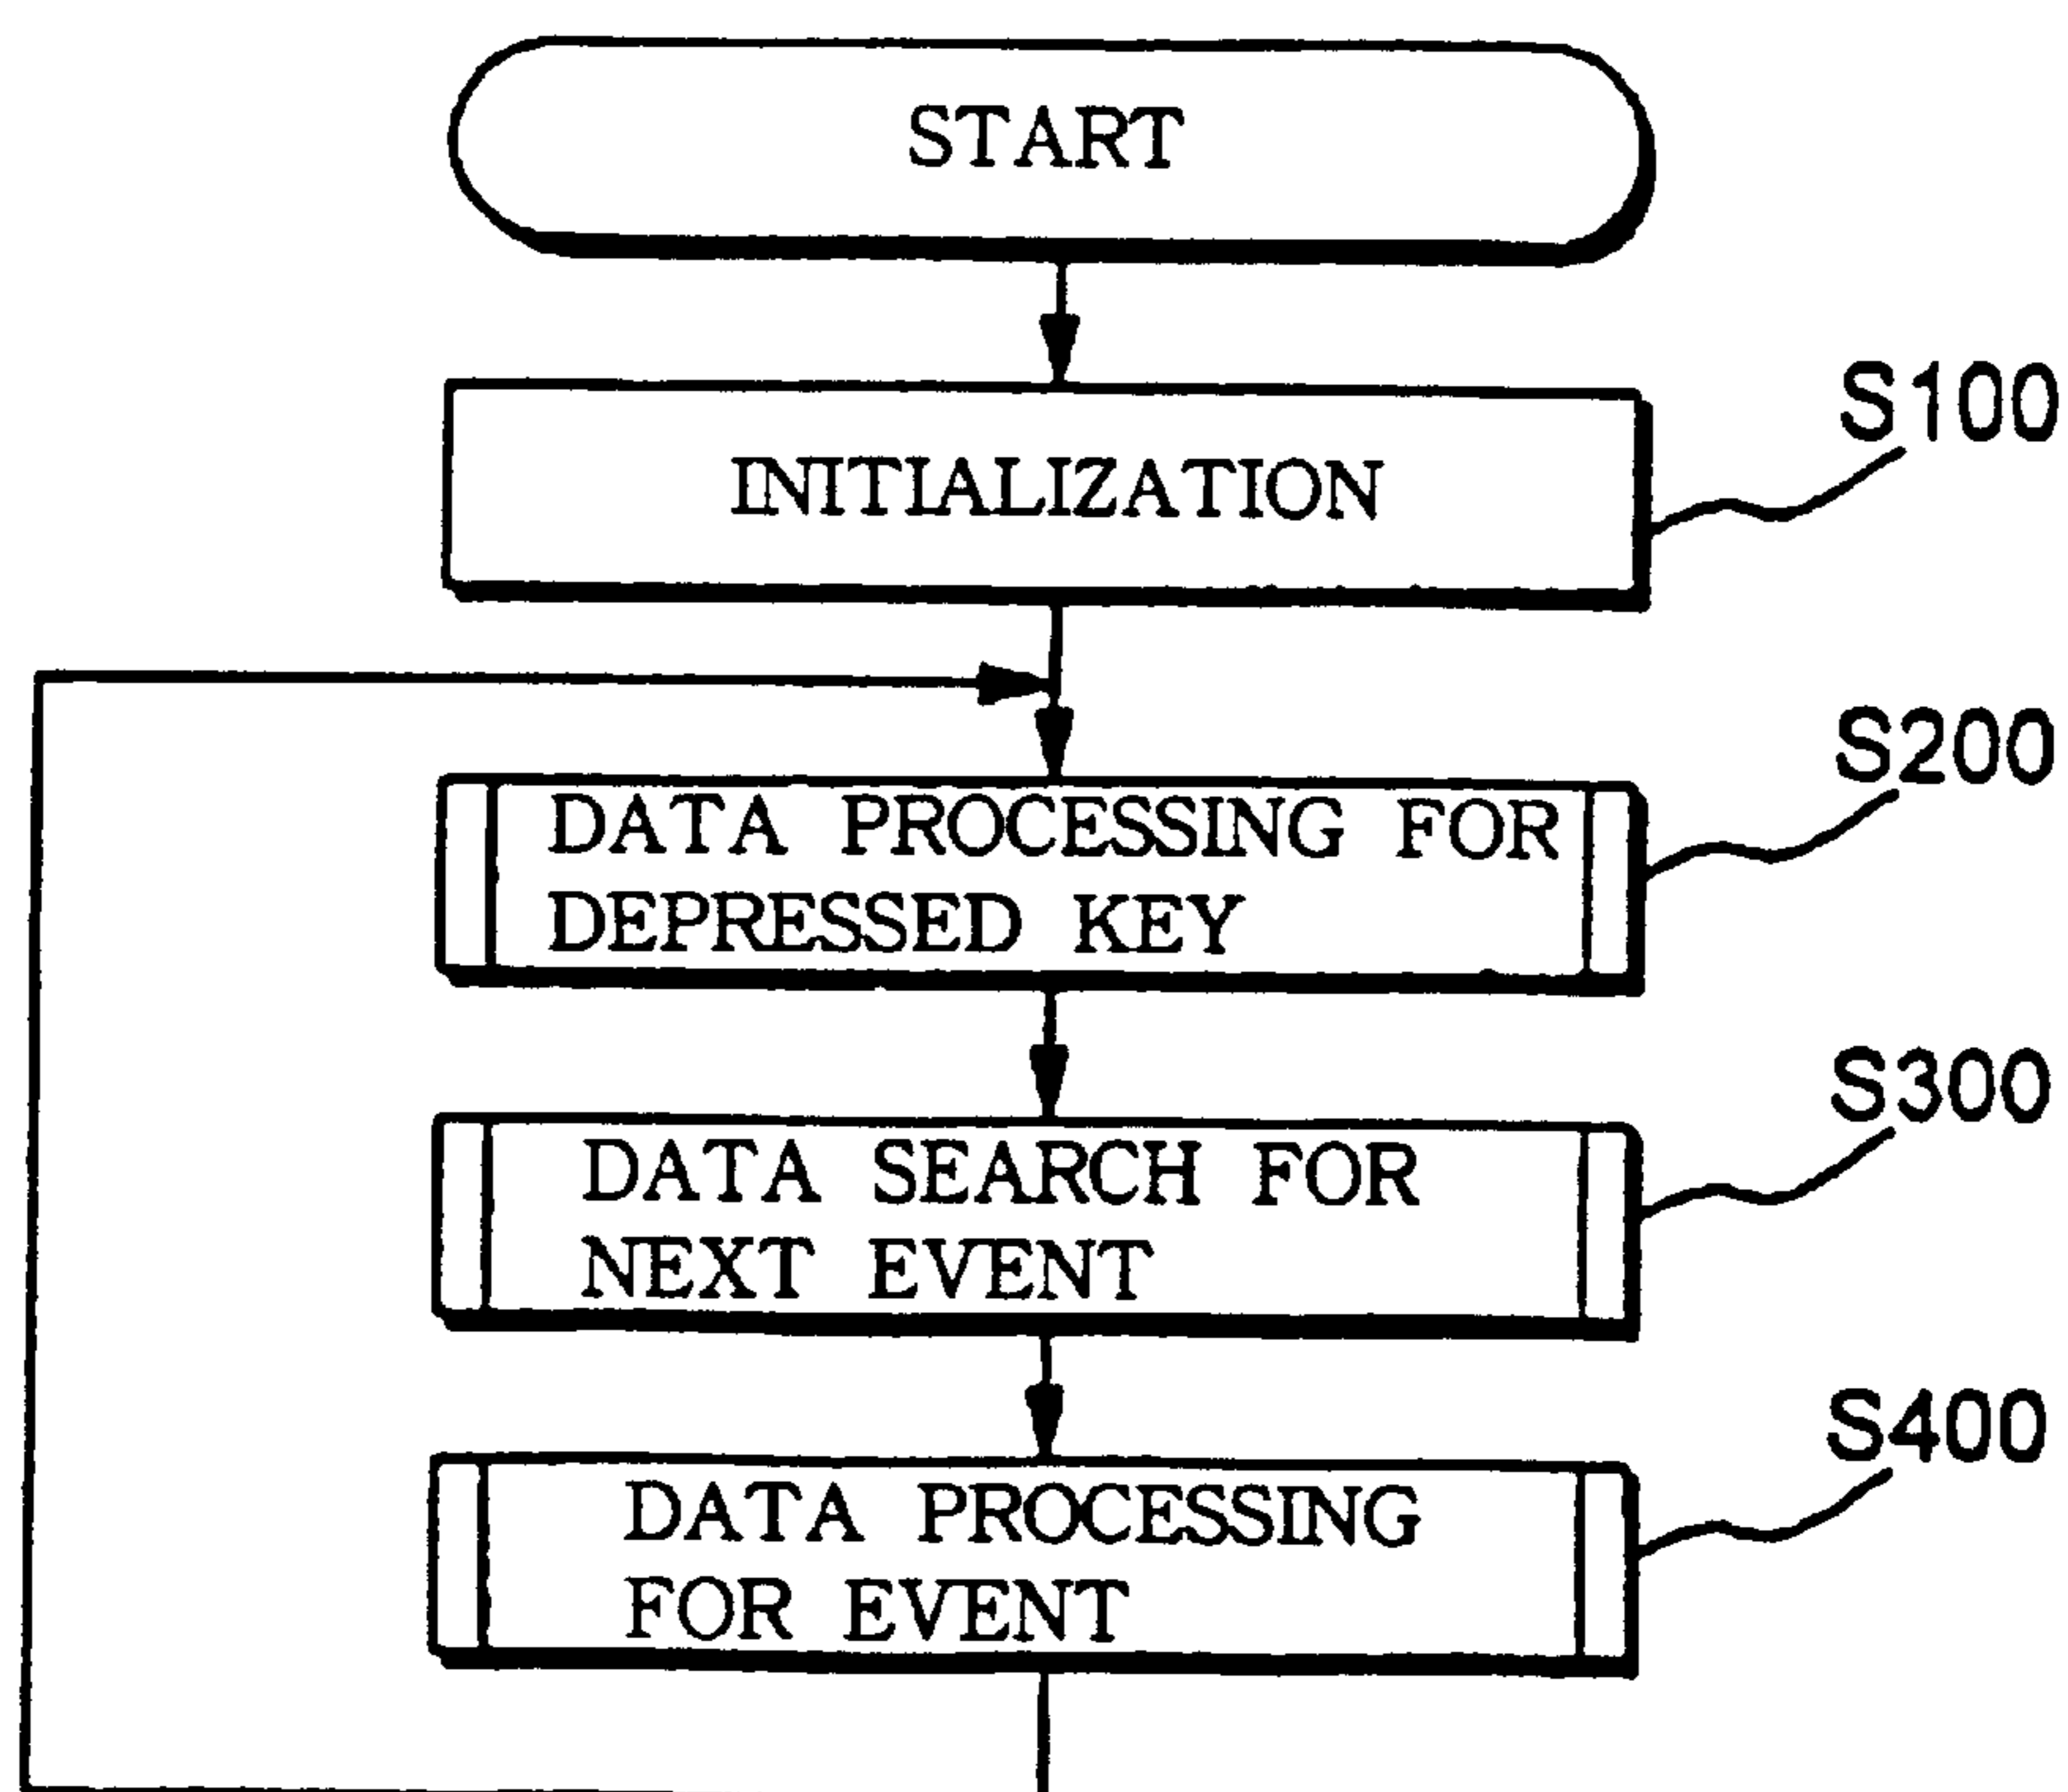 START
INITIALIZATION
S100
DATA PROCESSING FOR
DEPRESSED KEY
S200
DATA SEARCH FOR
NEXT EVENT
S300
DATA PROCESSING
FOR EVENT
S400